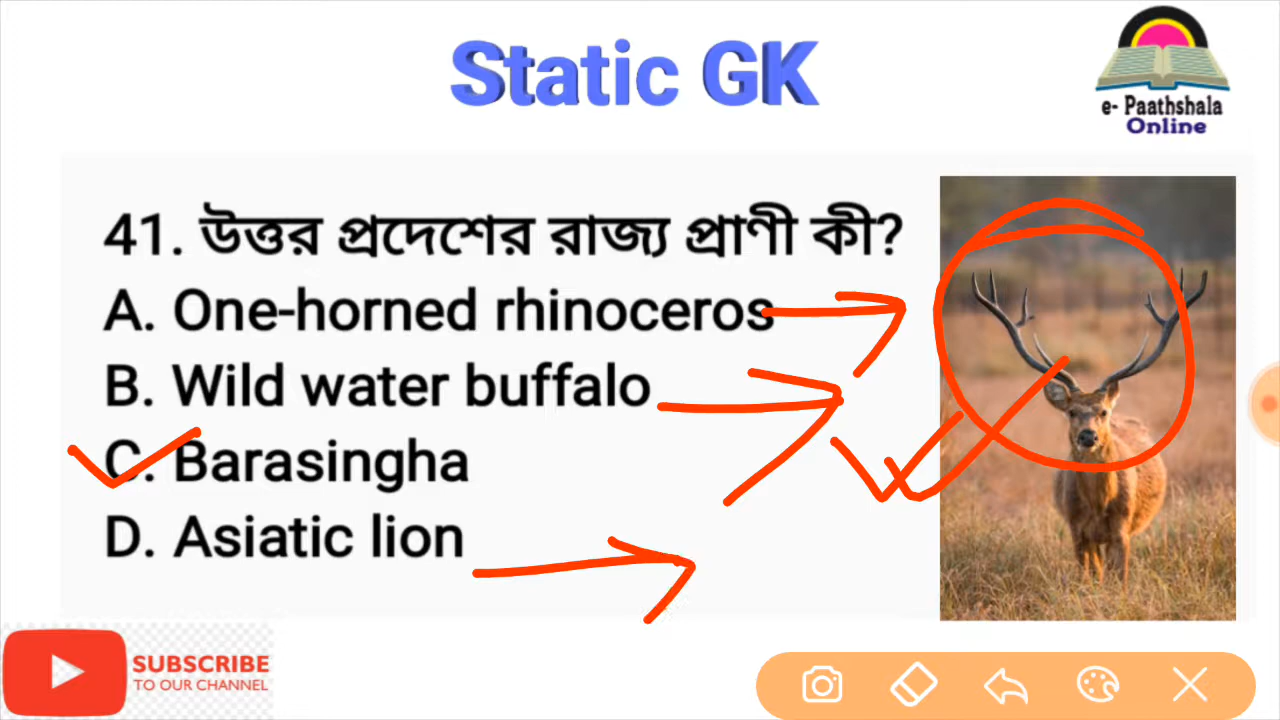 Static GK
e- Paathshala
Online
41. উত্তর প্রদেশের রাজ্য প্রাণী কী?
A. One-horned rhinoceros
B. Wild water buffalo
C. Barasingha
D. Asiatic lion
SUBSCRIBE
TO OUR CHANNEL